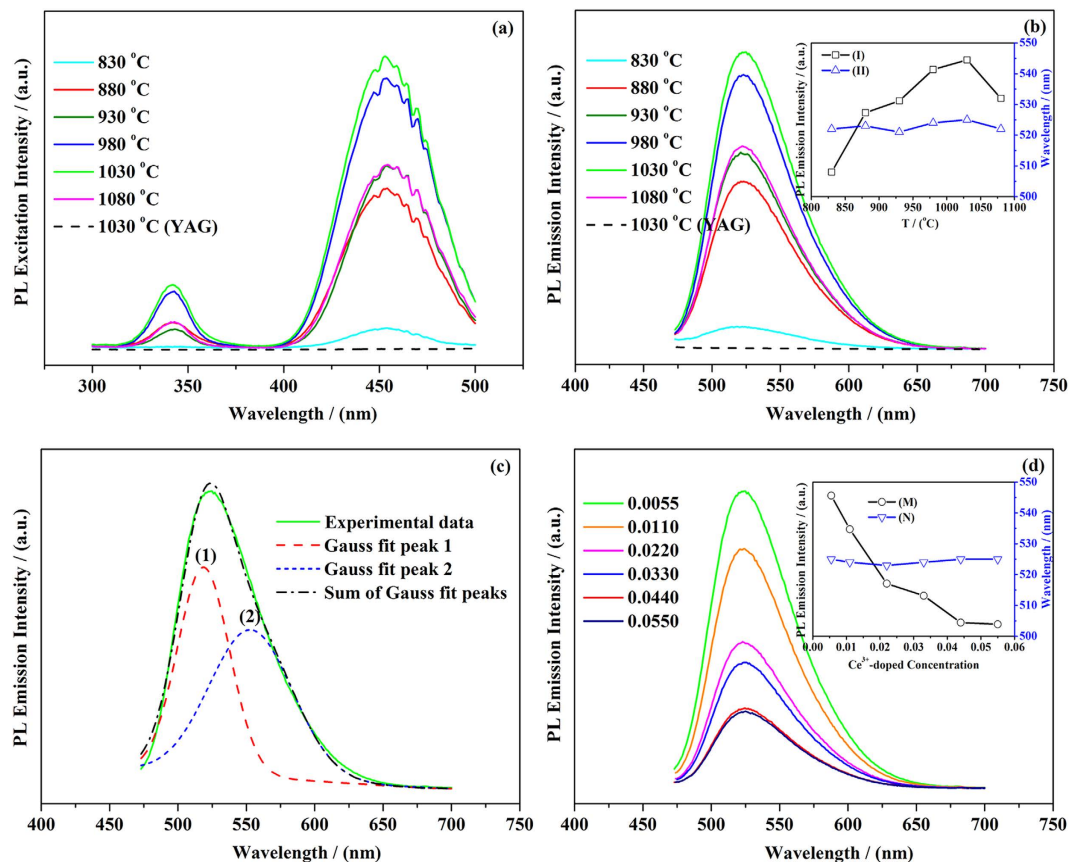 (a)
830 °C
880 °C
930 °C
980 °C
1030 °C
1080 °C
1030 °C (YAG)
PL Excitation Intensity / (a.u.)
300 350 400 450 500
Wavelength / (nm)
(b)
830 °C
880 °C
930 °C
980 °C
1030 °C
1080 °C
1030 °C (YAG)
PL Emission Intensity / (a.u.)
400 450 500 550 600 650 700 750
Wavelength / (nm)
(I)
(II)
PL Emission Intensity / (a.u.)
800 900 1000 1100
T / (°C)
550
540
530
520
510
500
Wavelength / (nm)
(c)
Experimental data
Gauss fit peak 1
Gauss fit peak 2
Sum of Gauss fit peaks
(1)
(2)
PL Emission Intensity / (a.u.)
400 450 500 550 600 650 700 750
Wavelength / (nm)
(d)
0.0055
0.0110
0.0220
0.0330
0.0440
0.0550
PL Emission Intensity / (a.u.)
400 450 500 550 600 650 700 750
Wavelength / (nm)
(M)
(N)
PL Emission Intensity / (a.u.)
0.00 0.01 0.02 0.03 0.04 0.05 0.06
Ce³⁺-doped Concentration
550
540
530
520
510
500
Wavelength / (nm)